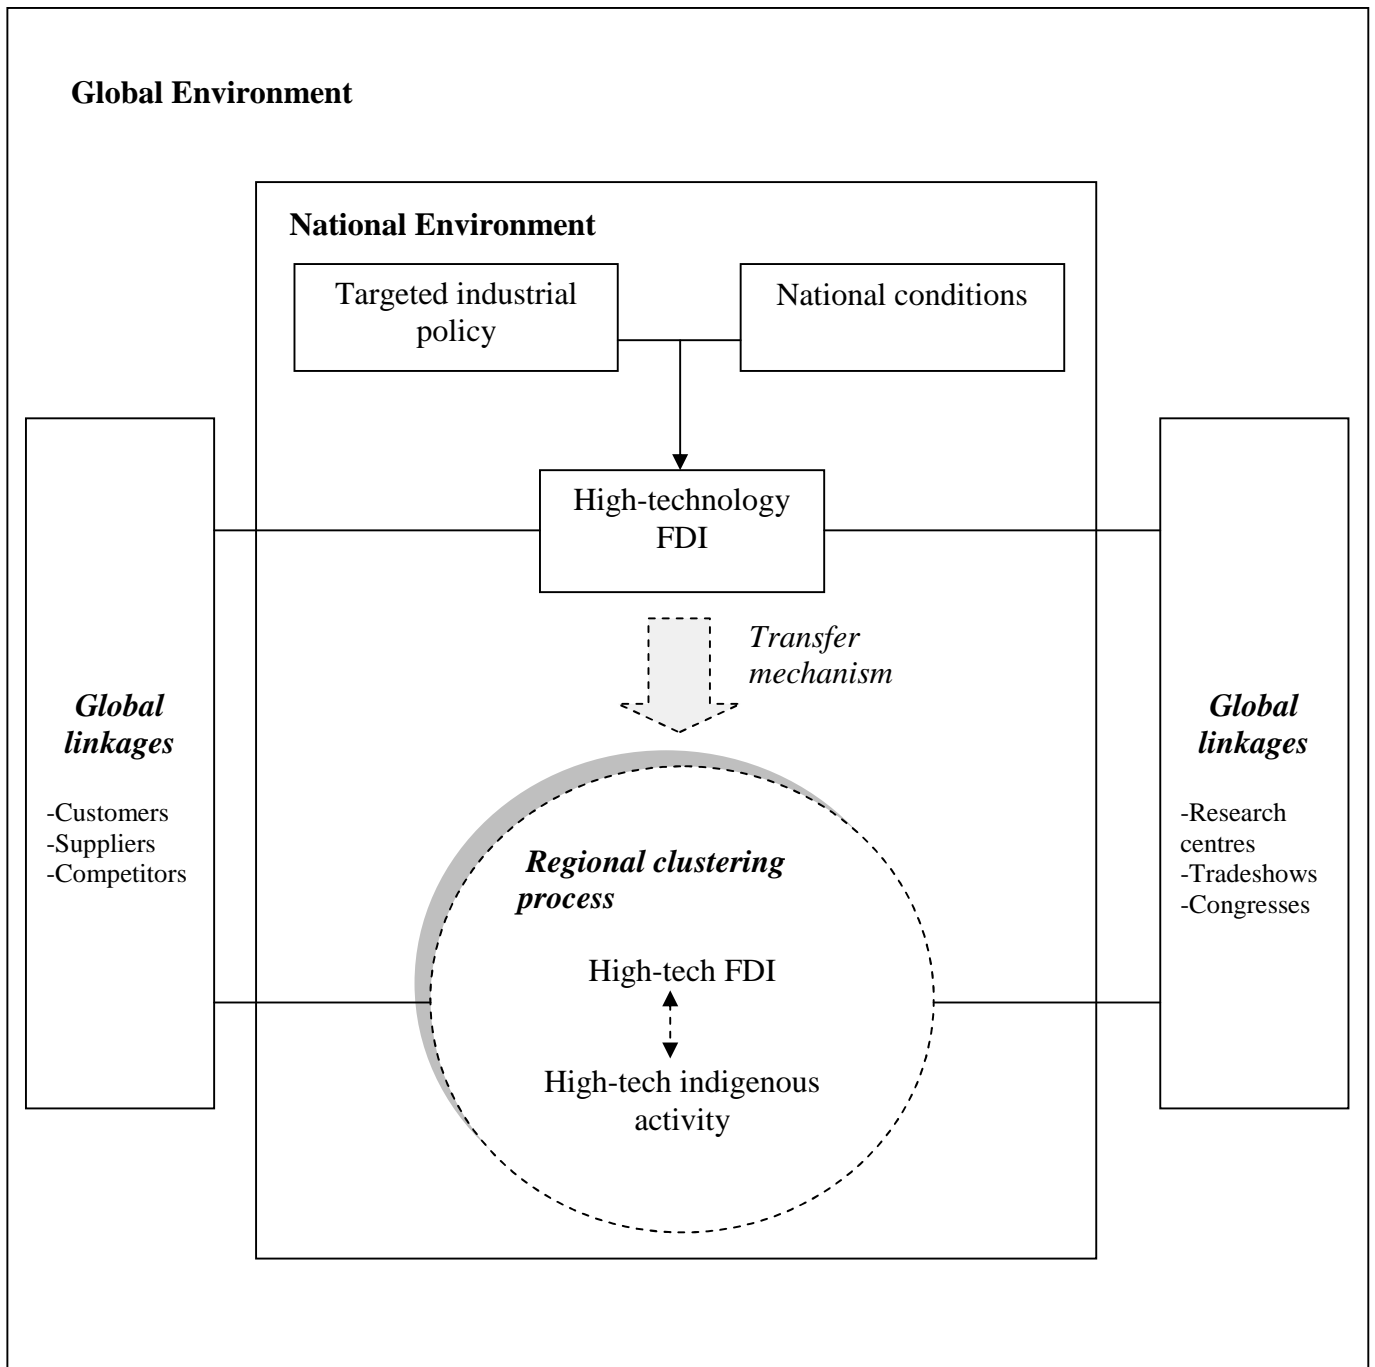 Global Environment
National Environment
Targeted industrial
policy
National conditions
High-technology
FDI
Transfer
mechanism
Global
linkages
-Customers
-Suppliers
-Competitors
Regional clustering
process
High-tech FDI
High-tech indigenous
activity
Global
linkages
-Research
centres
-Tradeshows
-Congresses